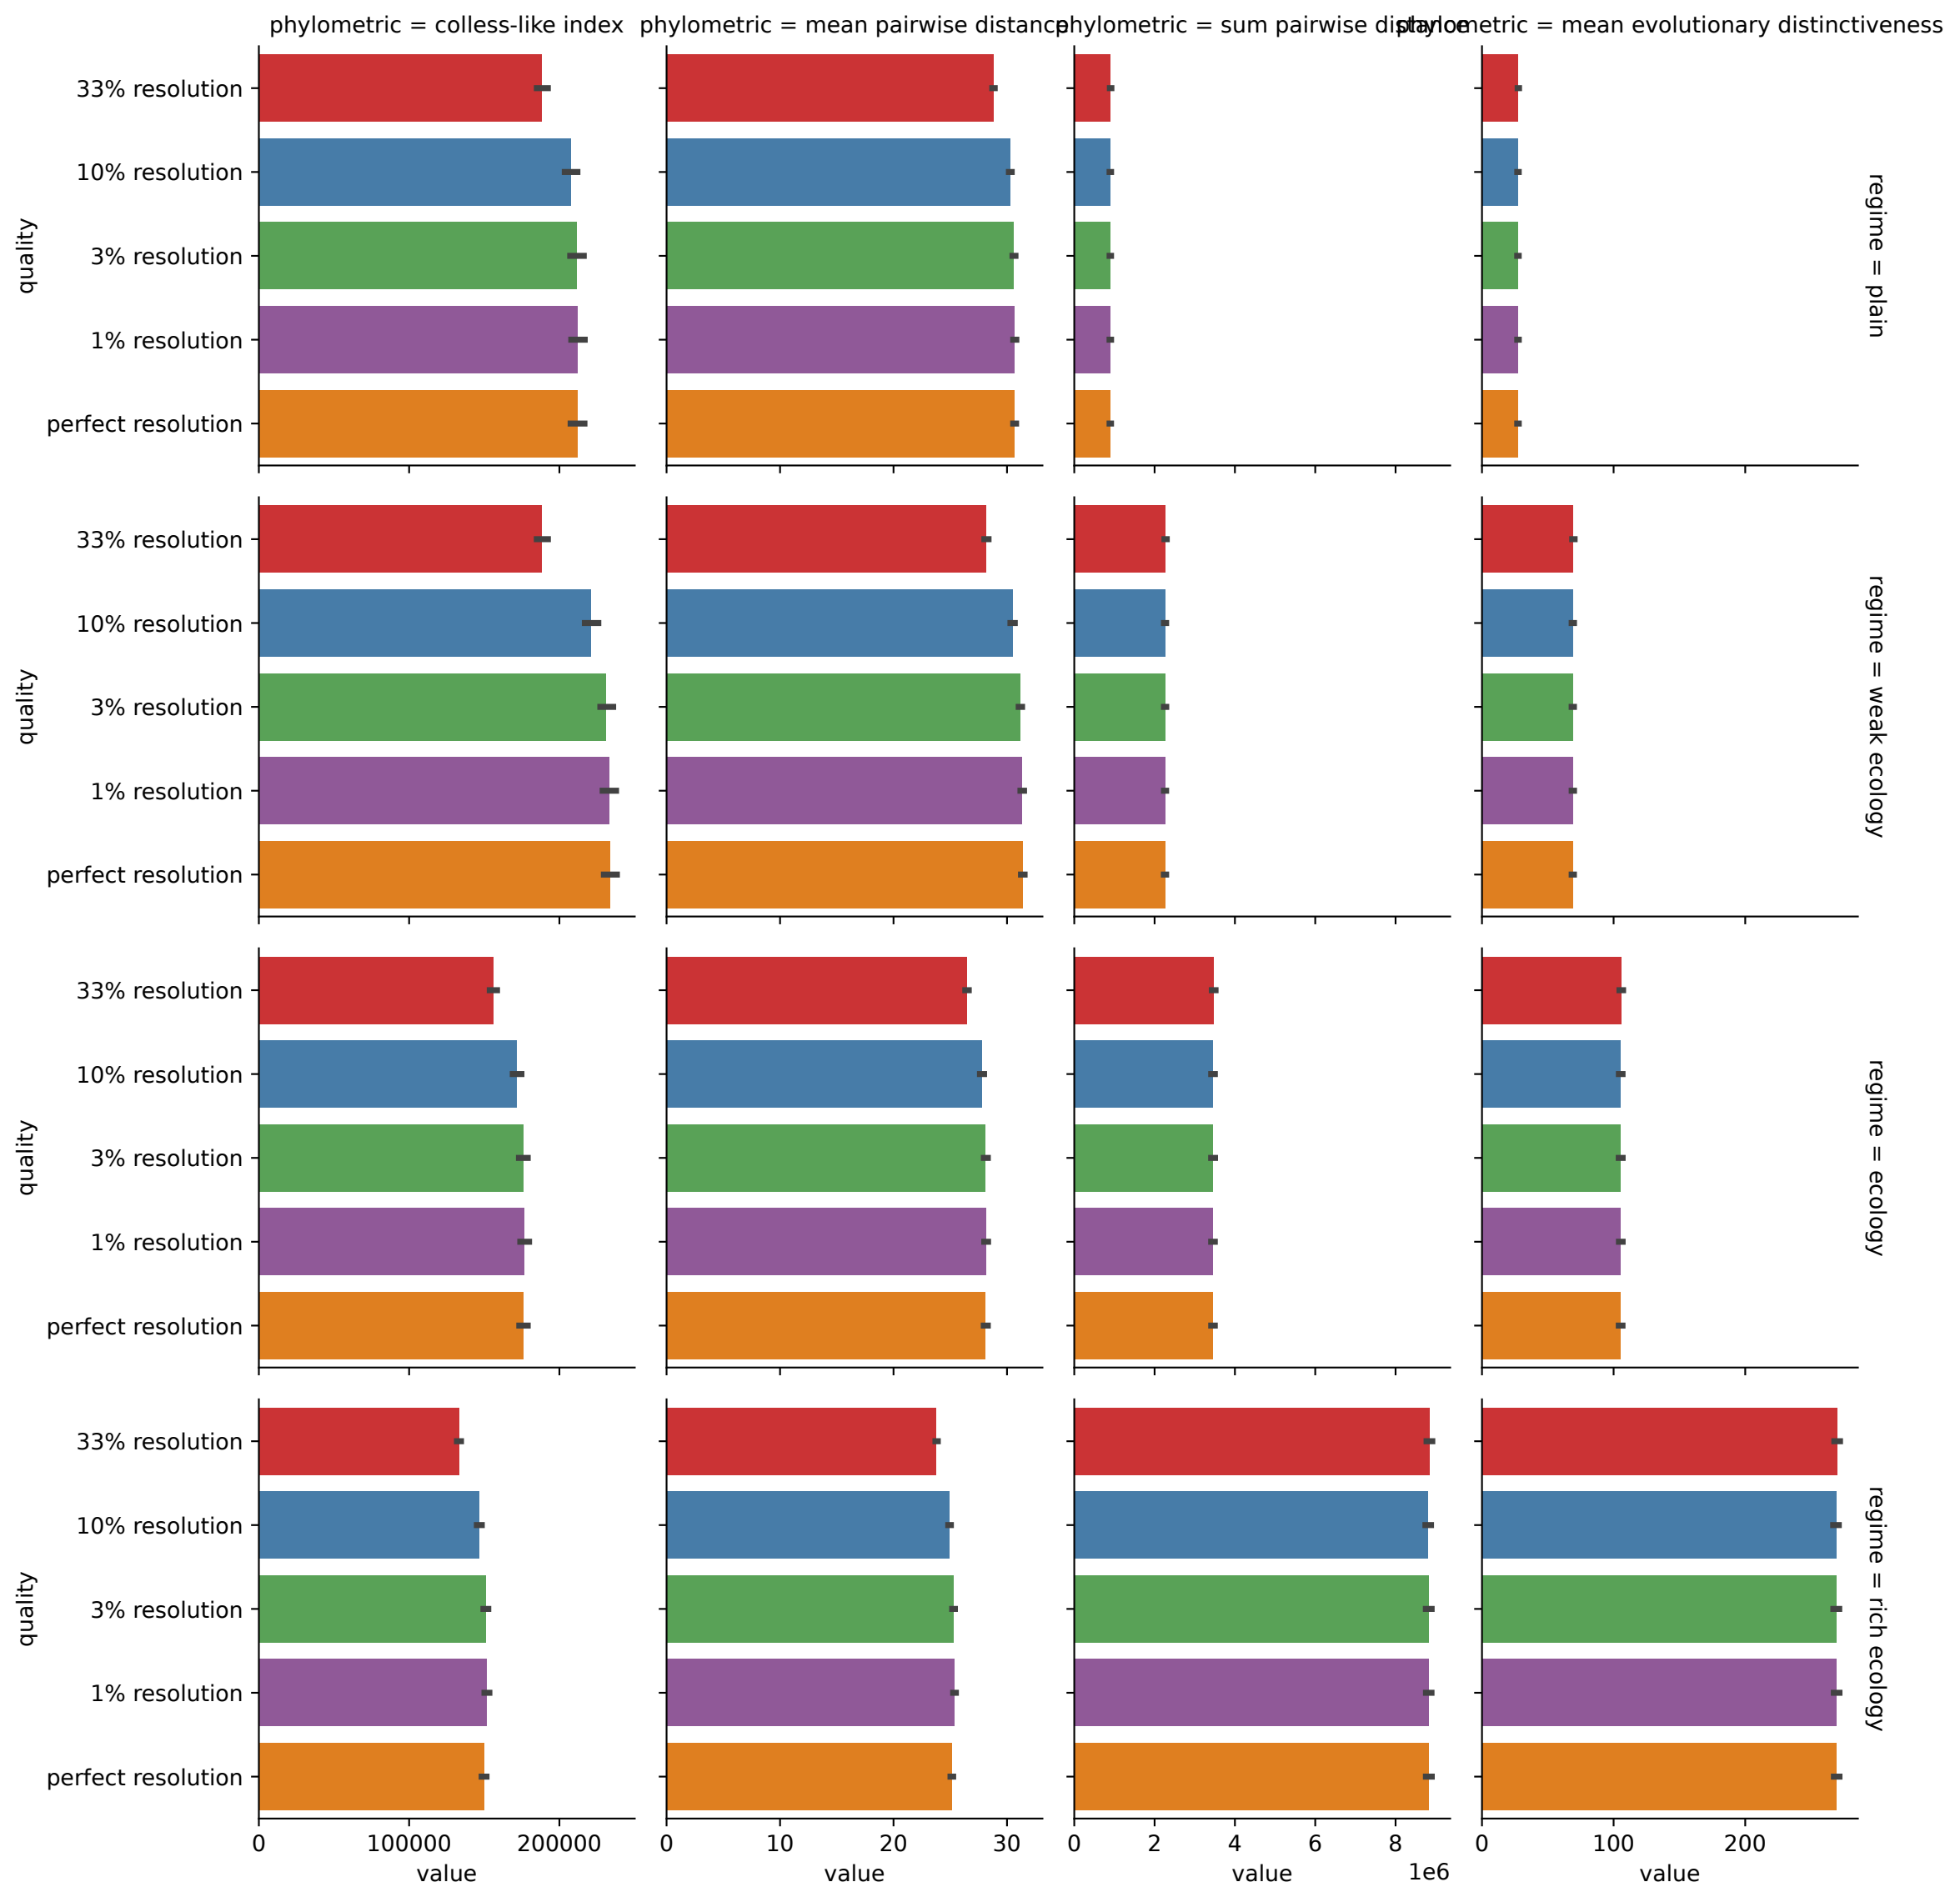 phylometric = colless-like index
phylometric = mean pairwise distance
phylometric = sum pairwise distance
phylometric = mean evolutionary distinctiveness
quality
33% resolution
10% resolution
3% resolution
1% resolution
perfect resolution
regime = plain
quality
33% resolution
10% resolution
3% resolution
1% resolution
perfect resolution
regime = weak ecology
quality
33% resolution
10% resolution
3% resolution
1% resolution
perfect resolution
regime = ecology
quality
33% resolution
10% resolution
3% resolution
1% resolution
perfect resolution
regime = rich ecology
0 100000 200000
value
0 10 20 30
value
0 2 4 6 8
1e6
value
0 100 200
value